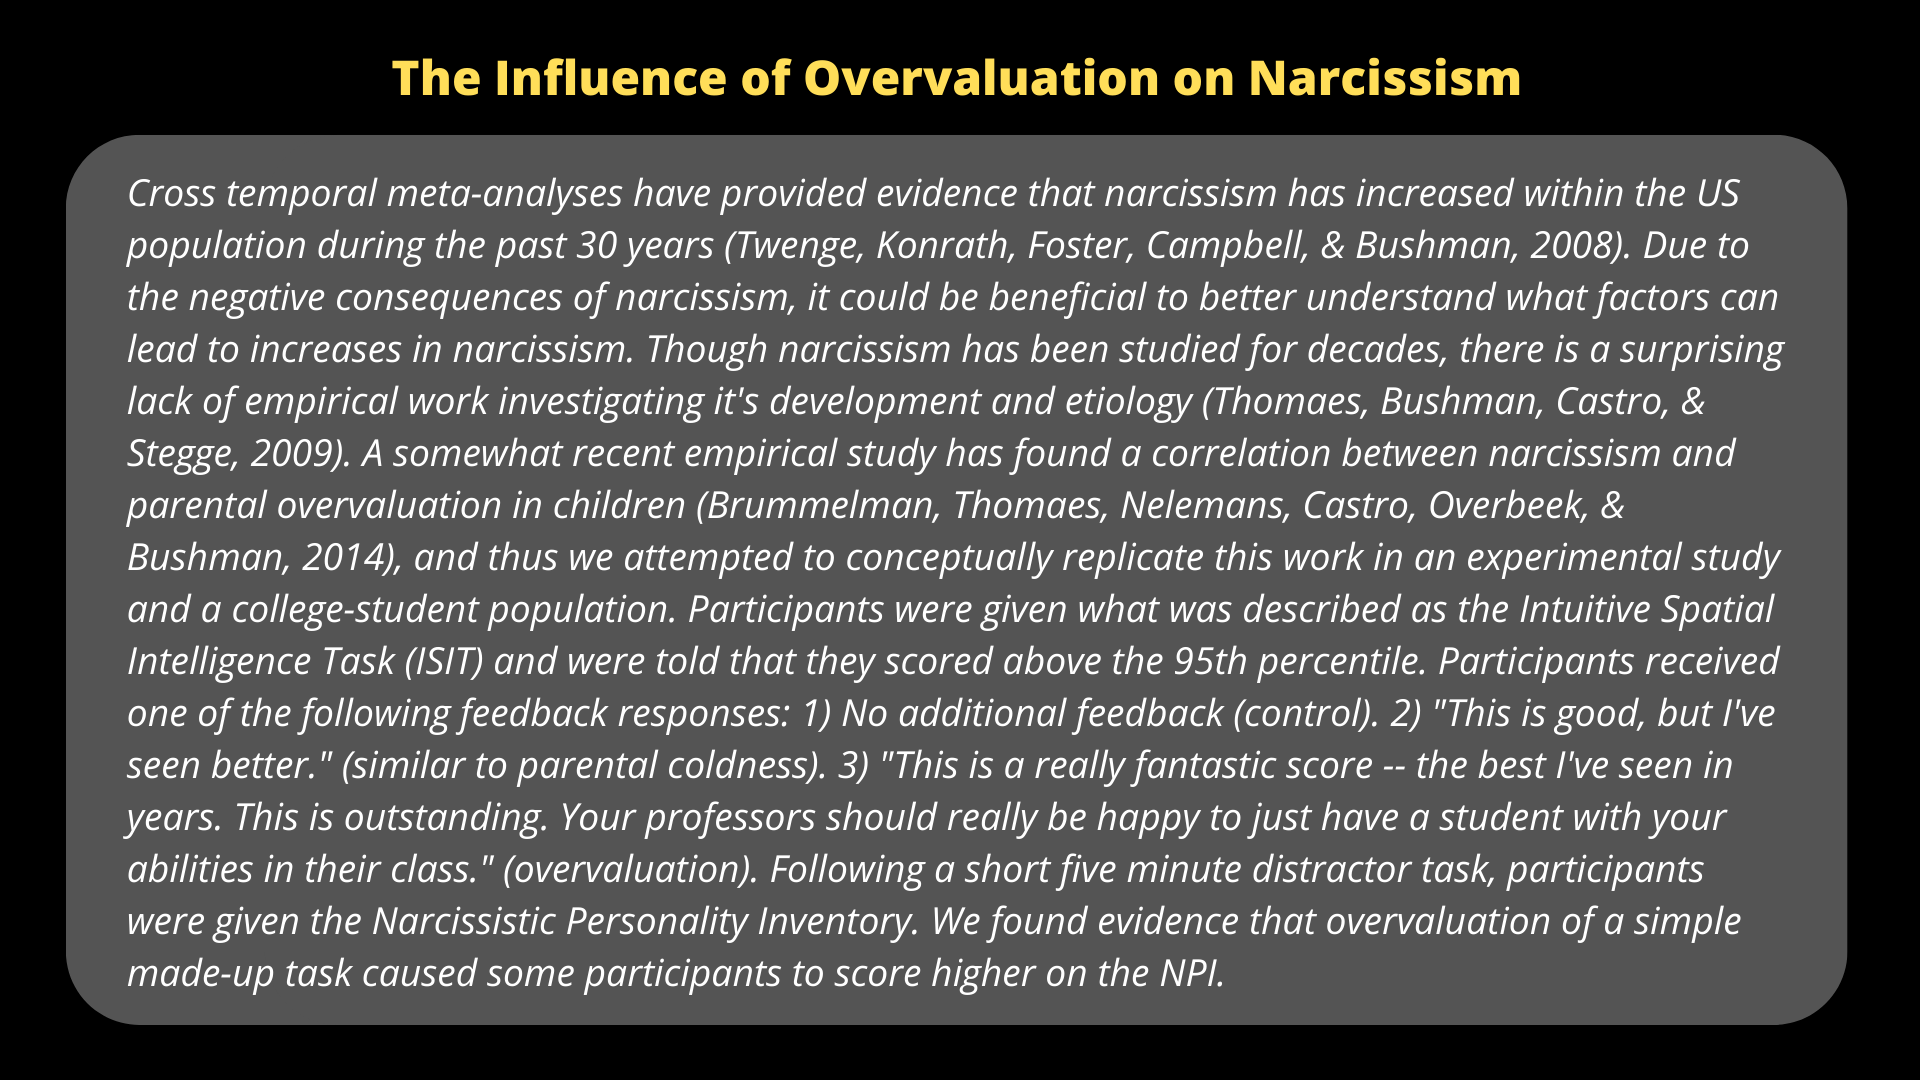 The Influence of Overvaluation on Narcissism
Cross temporal meta-analyses have provided evidence that narcissism has increased within the US
population during the past 30 years (Twenge, Konrath, Foster, Campbell, & Bushman, 2008). Due to
the negative consequences of narcissism, it could be beneficial to better understand what factors can
lead to increases in narcissism. Though narcissism has been studied for decades, there is a surprising
lack of empirical work investigating it's development and etiology (Thomaes, Bushman, Castro, &
Stegge, 2009). A somewhat recent empirical study has found a correlation between narcissism and
parental overvaluation in children (Brummelman, Thomaes, Nelemans, Castro, Overbeek, &
Bushman, 2014), and thus we attempted to conceptually replicate this work in an experimental study
and a college-student population. Participants were given what was described as the Intuitive Spatial
Intelligence Task (ISIT) and were told that they scored above the 95th percentile. Participants received
one of the following feedback responses: 1) No additional feedback (control). 2) "This is good, but I've
seen better." (similar to parental coldness). 3) "This is a really fantastic score -- the best I've seen in
years. This is outstanding. Your professors should really be happy to just have a student with your
abilities in their class." (overvaluation). Following a short five minute distractor task, participants
were given the Narcissistic Personality Inventory. We found evidence that overvaluation of a simple
made-up task caused some participants to score higher on the NPI.